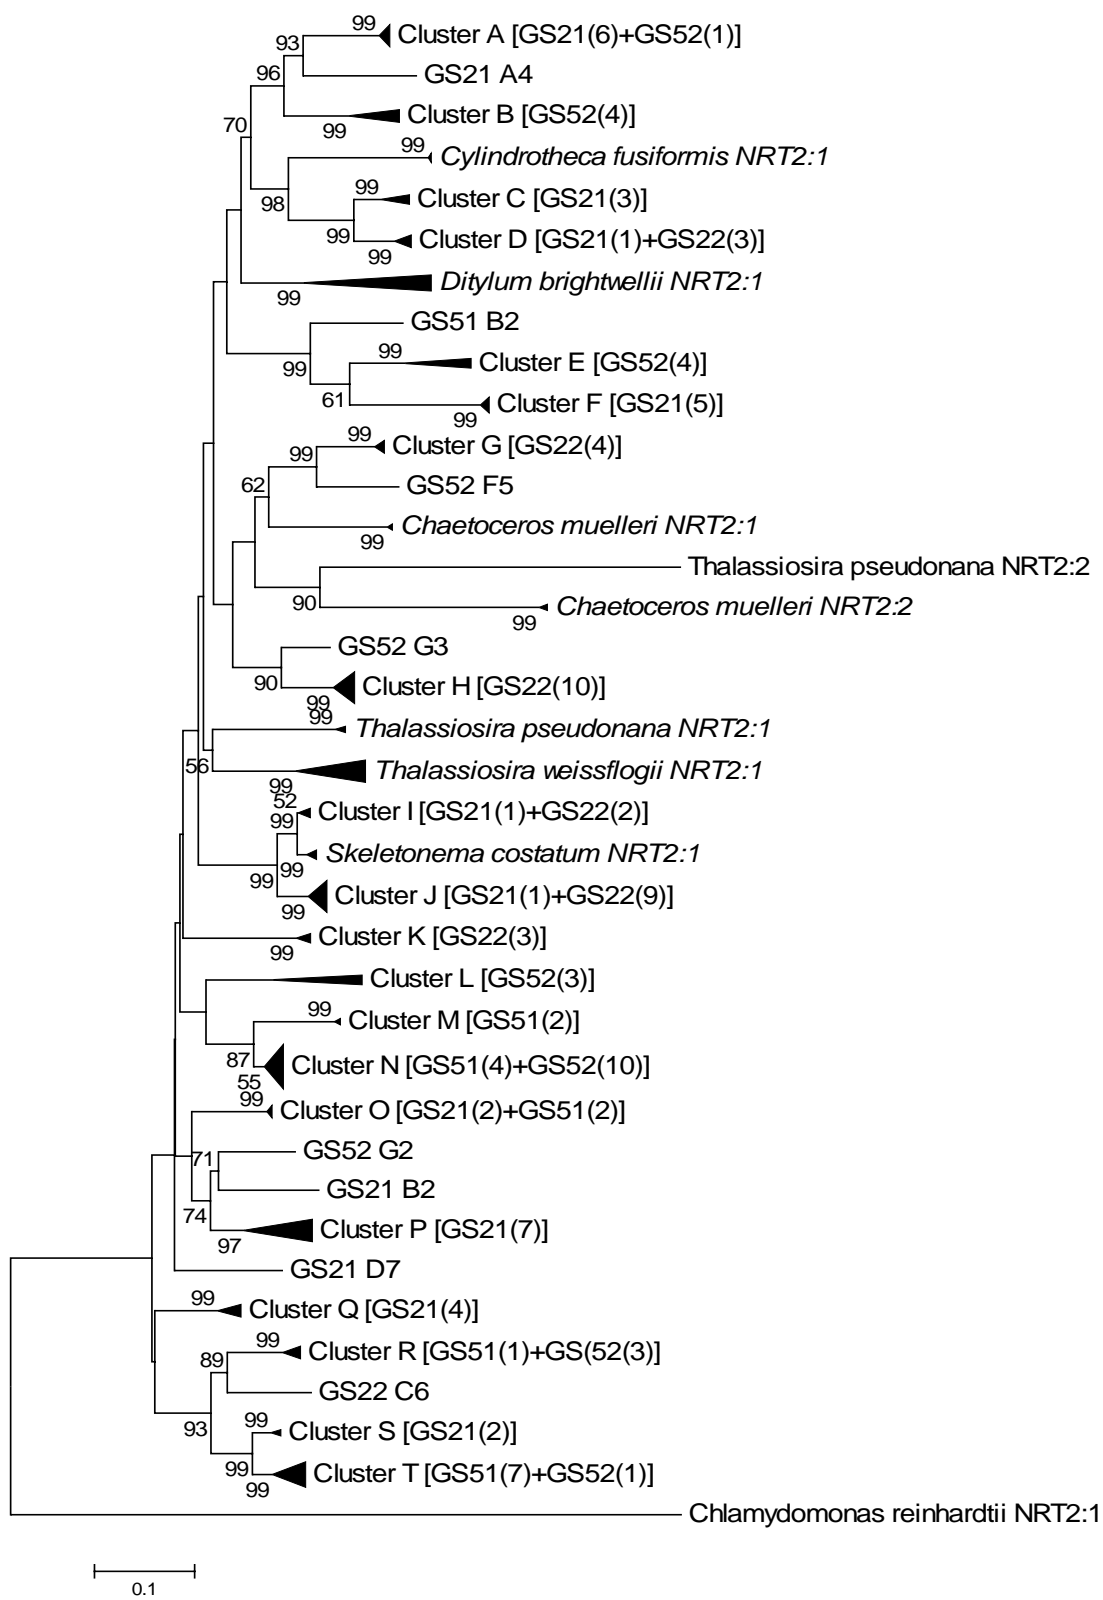 99
Cluster A [GS21(6)+GS52(1)]
93
GS21 A4
96
Cluster B [GS52(4)]
99
70
99
Cylindrotheca fusiformis NRT2:1
99
Cluster C [GS21(3)]
98
99
Cluster D [GS21(1)+GS22(3)]
99
Ditylum brightwellii NRT2:1
99
GS51 B2
99
99
Cluster E [GS52(4)]
61
Cluster F [GS21(5)]
99
99
Cluster G [GS22(4)]
99
GS52 F5
62
Chaetoceros muelleri NRT2:1
99
Thalassiosira pseudonana NRT2:2
90
Chaetoceros muelleri NRT2:2
99
GS52 G3
90
Cluster H [GS22(10)]
99
99
Thalassiosira pseudonana NRT2:1
56
Thalassiosira weissflogii NRT2:1
99
52
Cluster I [GS21(1)+GS22(2)]
99
Skeletonema costatum NRT2:1
99
99
Cluster J [GS21(1)+GS22(9)]
99
Cluster K [GS22(3)]
99
Cluster L [GS52(3)]
99
Cluster M [GS51(2)]
87
Cluster N [GS51(4)+GS52(10)]
55
99
Cluster O [GS21(2)+GS51(2)]
71
GS52 G2
GS21 B2
74
Cluster P [GS21(7)]
97
GS21 D7
99
Cluster Q [GS21(4)]
99
Cluster R [GS51(1)+GS(52(3)]
89
GS22 C6
93
99
Cluster S [GS21(2)]
99
Cluster T [GS51(7)+GS52(1)]
99
Chlamydomonas reinhardtii NRT2:1
0.1